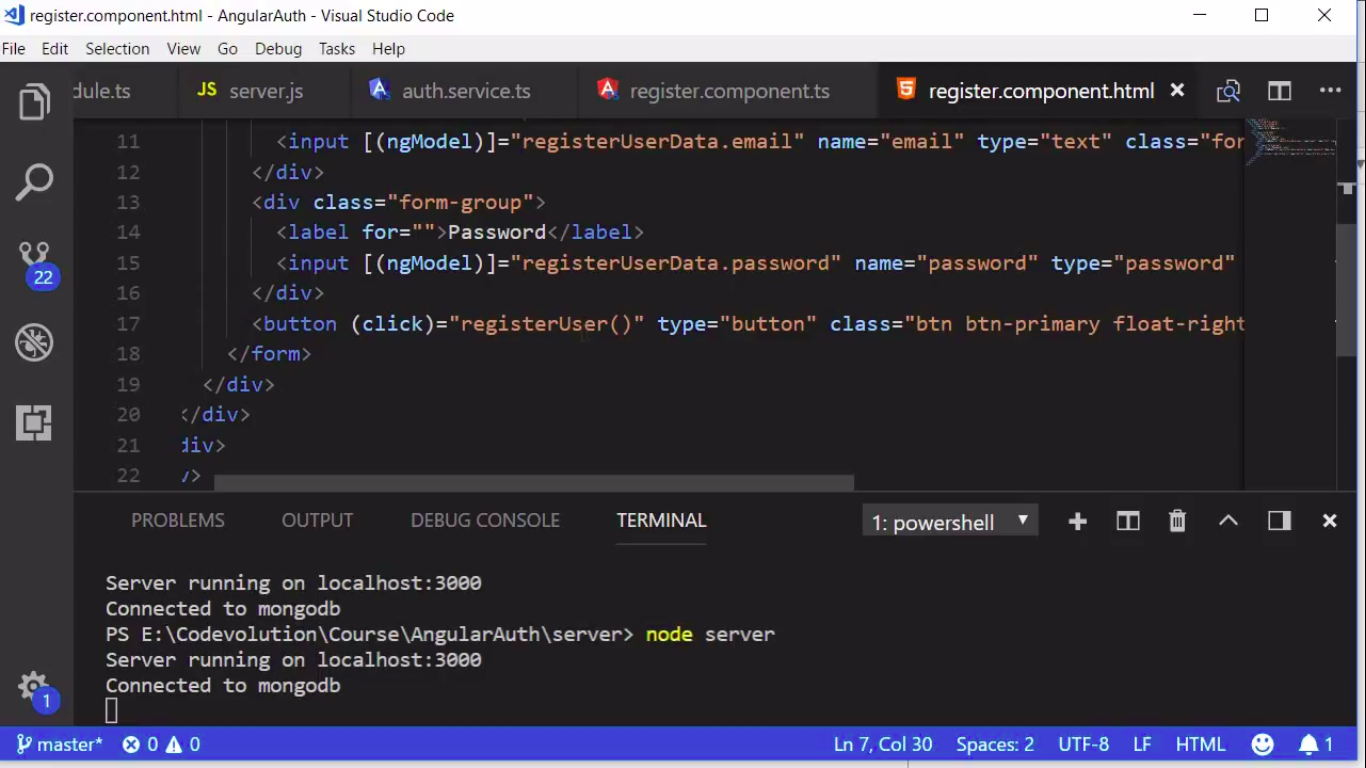 register.component.html - AngularAuth - Visual Studio Code
File Edit Selection View Go Debug Tasks Help
dule.ts JS server.js auth.service.ts register.component.ts register.component.html
11 <input [(ngModel)]="registerUserData.email" name="email" type="text" class="for
12 </div>
13 <div class="form-group">
14 <label for="">Password</label>
15 <input [(ngModel)]="registerUserData.password" name="password" type="password"
16 </div>
17 <button (click)="registerUser()" type="button" class="btn btn-primary float-right
18 </form>
19 </div>
20 </div>
21 div>
22 />
22
PROBLEMS OUTPUT DEBUG CONSOLE TERMINAL 1: powershell
Server running on localhost:3000
Connected to mongodb
PS E:\Codevolution\Course\AngularAuth\server> node server
Server running on localhost:3000
Connected to mongodb
1
master* 0 0 Ln 7, Col 30 Spaces: 2 UTF-8 LF HTML 1